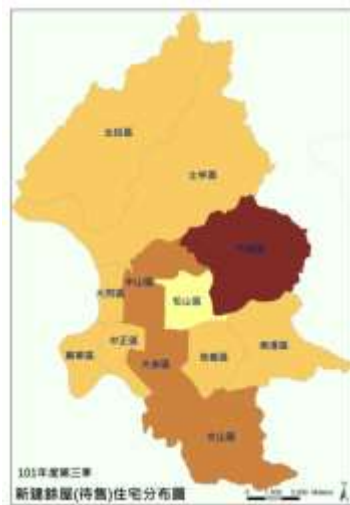 北投區
士林區
內湖區
中山區
大同區
松山區
中正區
萬華區
大安區
信義區
南港區
文山區
101年度第三季
新建餘屋(待售)住宅分布圖